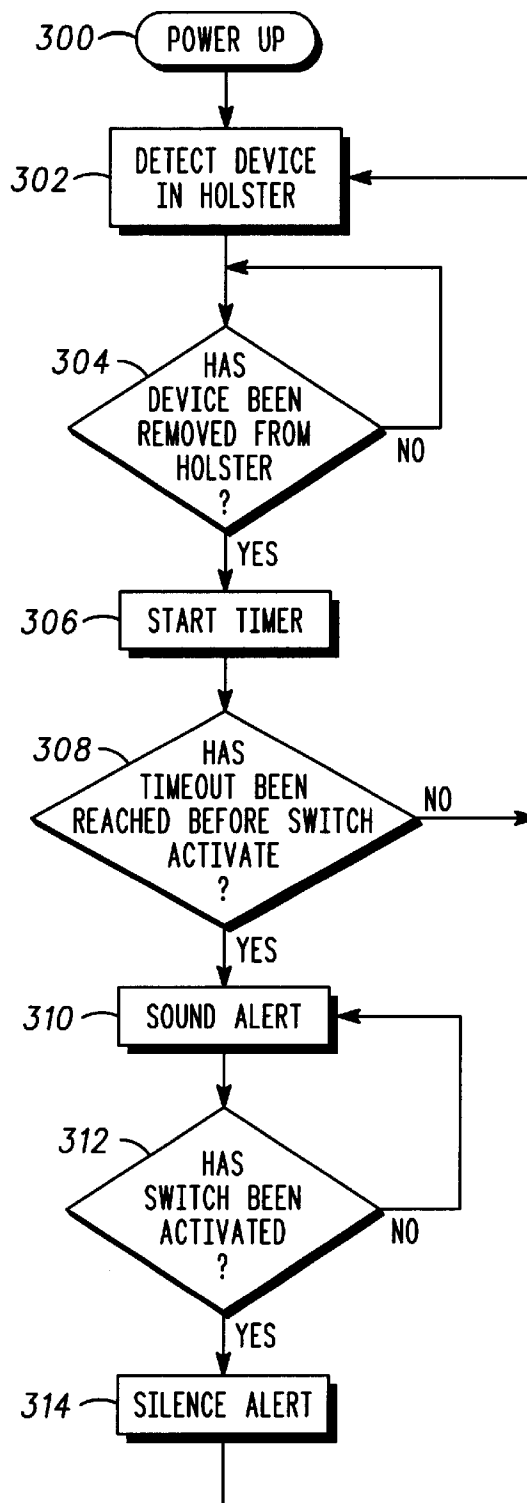 300
POWER UP
302
DETECT DEVICE
IN HOLSTER
304
HAS
DEVICE BEEN
REMOVED FROM
HOLSTER
?
NO
YES
306
START TIMER
308
HAS
TIMEOUT BEEN
REACHED BEFORE SWITCH
ACTIVATE
?
NO
YES
310
SOUND ALERT
312
HAS
SWITCH BEEN
ACTIVATED
?
NO
YES
314
SILENCE ALERT